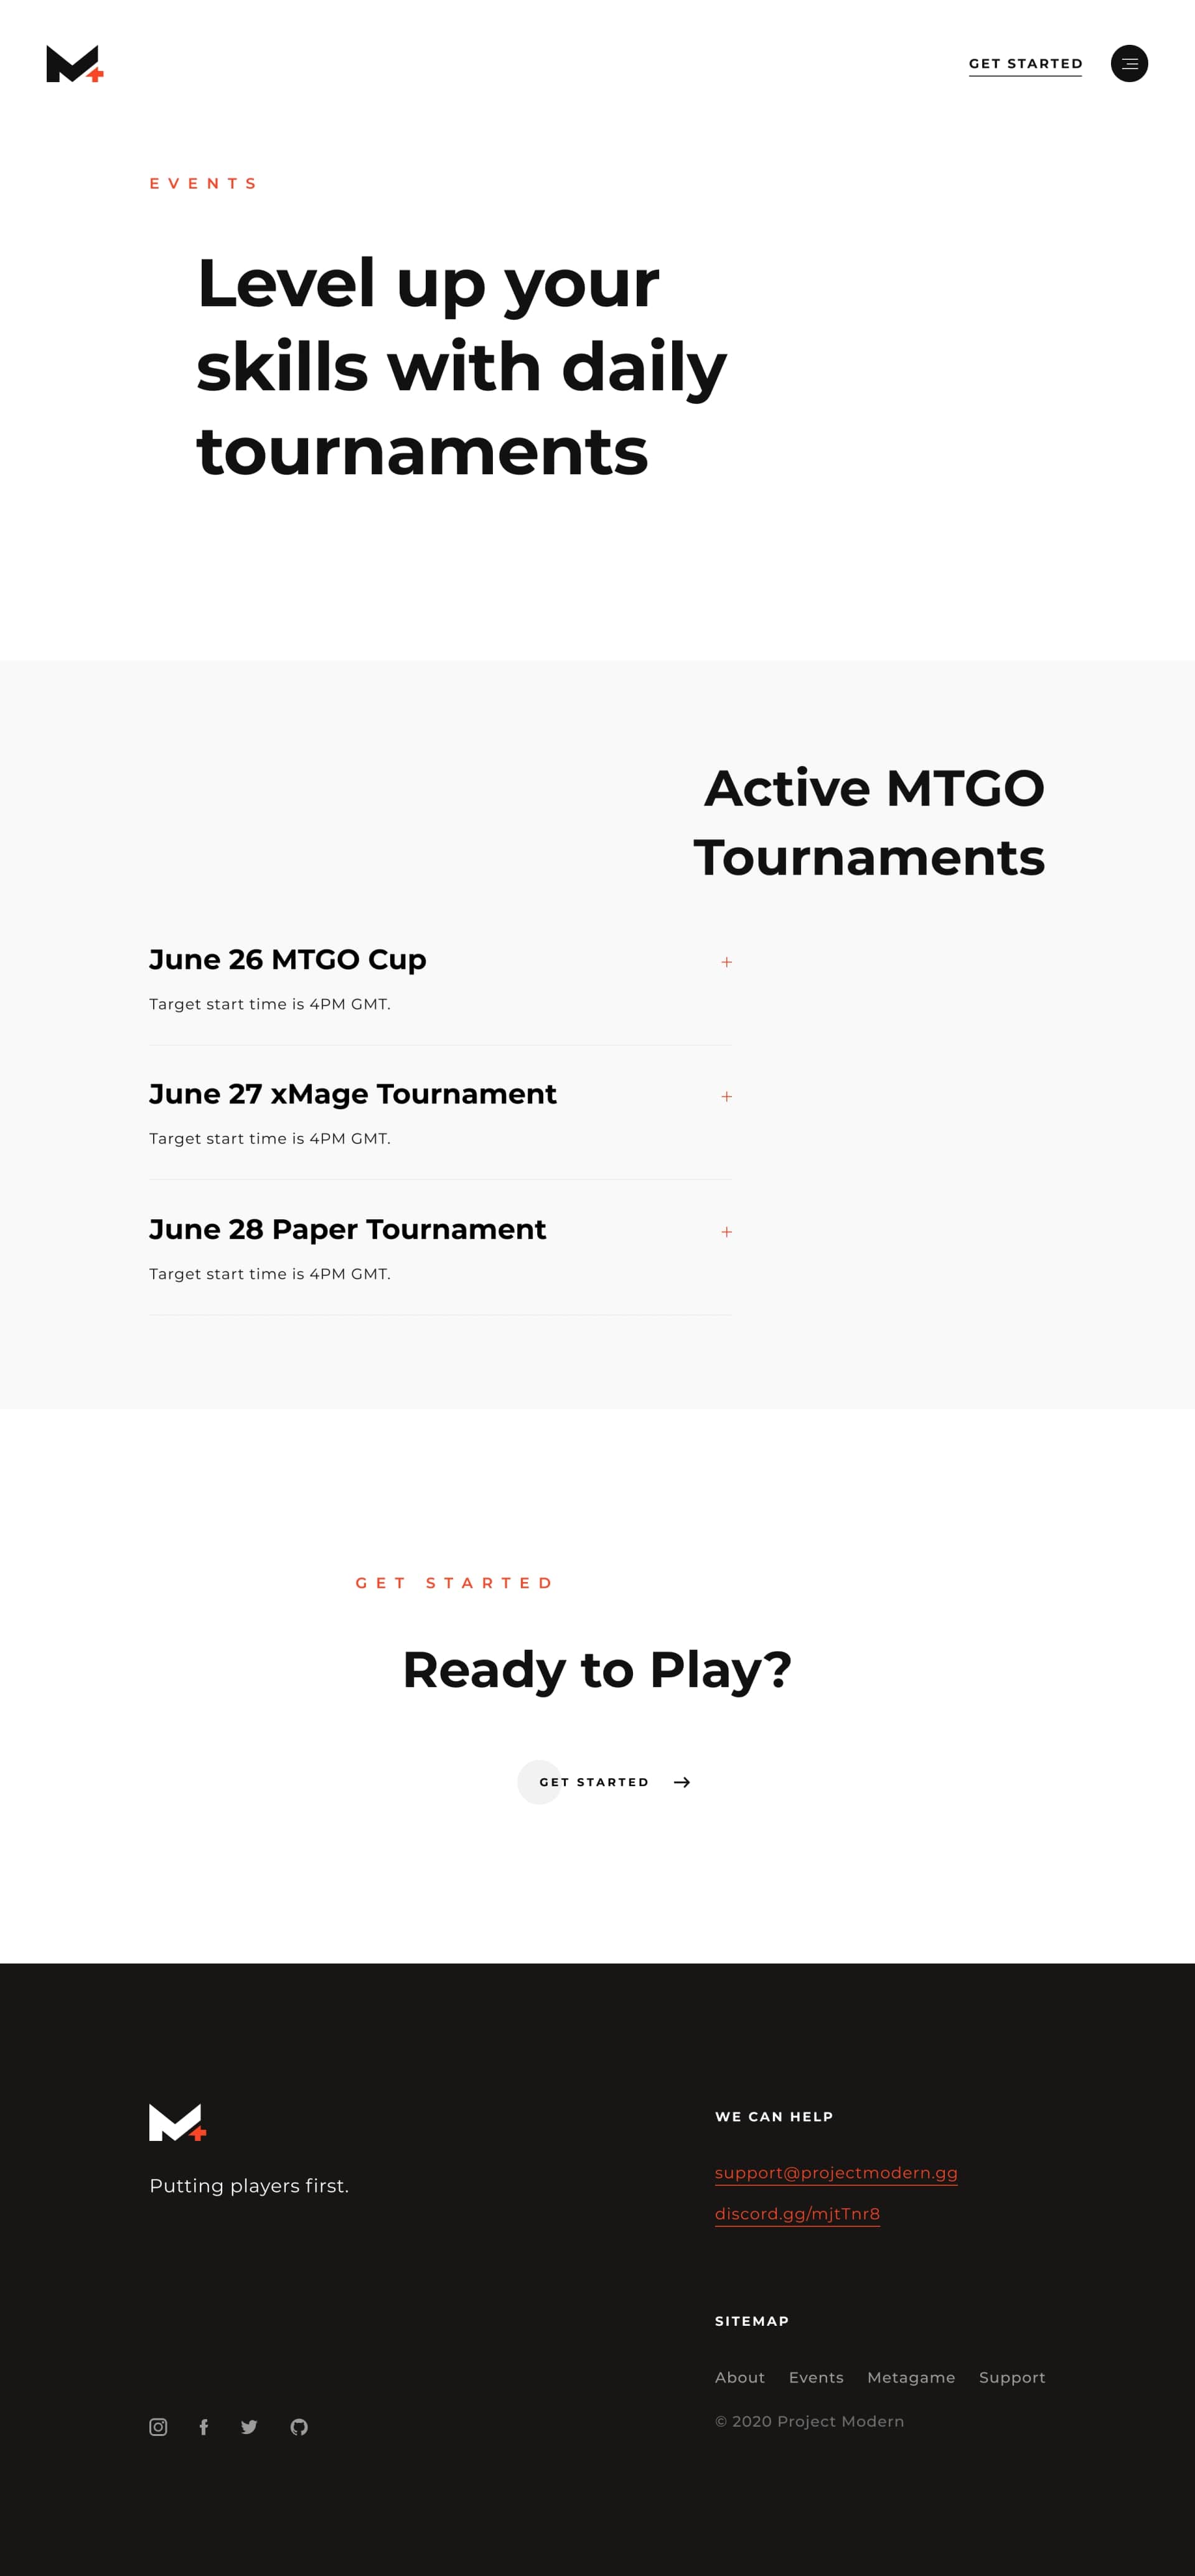 GET STARTED
EVENTS
Level up your
skills with daily
tournaments
Active MTGO
Tournaments
June 26 MTGO Cup
Target start time is 4PM GMT.
June 27 xMage Tournament
Target start time is 4PM GMT.
June 28 Paper Tournament
Target start time is 4PM GMT.
GET STARTED
Ready to Play?
GET STARTED
Putting players first.
WE CAN HELP
support@projectmodern.gg
discord.gg/mjtTnr8
SITEMAP
About Events Metagame Support
© 2020 Project Modern